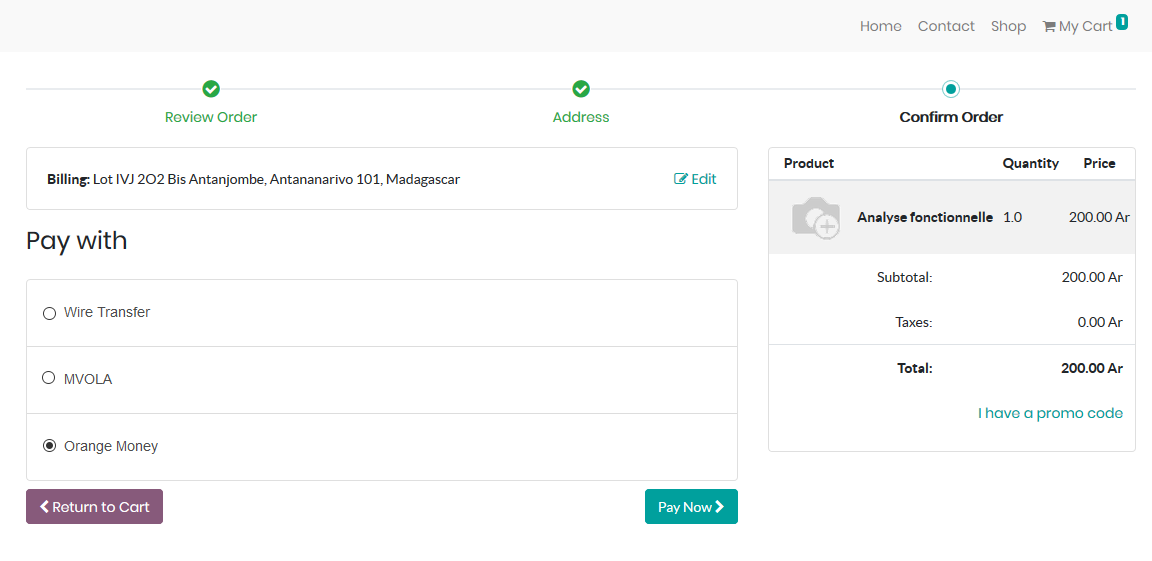 Home Contact Shop My Cart 1
Review Order Address Confirm Order
Billing: Lot IVJ 2O2 Bis Antanjombe, Antananarivo 101, Madagascar
Edit
Pay with
Wire Transfer
MVOLA
Orange Money
Return to Cart
Pay Now
Product Quantity Price
Analyse fonctionnelle 1.0 200.00 Ar
Subtotal: 200.00 Ar
Taxes: 0.00 Ar
Total: 200.00 Ar
I have a promo code